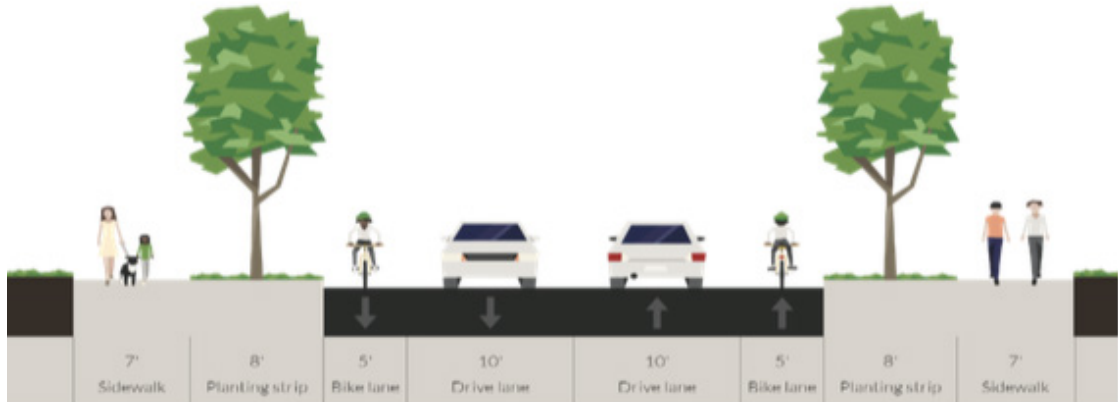 7' 8' 5' 10' 10' 5' 8' 7'
Sidewalk Planting strip Bike lane Drive lane Drive lane Bike lane Planting strip Sidewalk